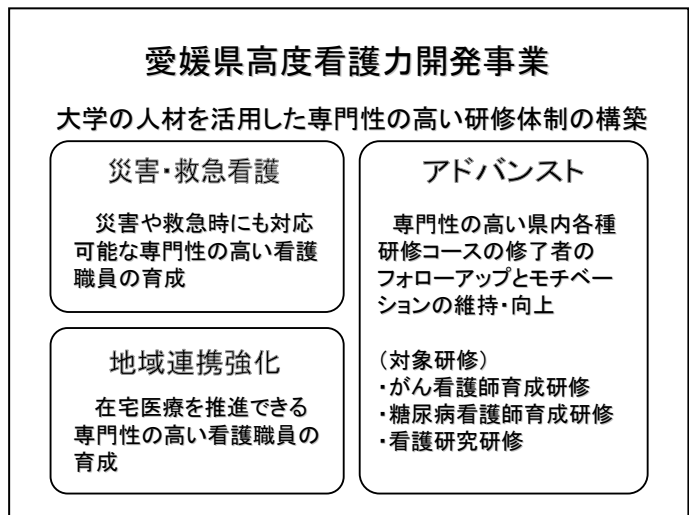 愛媛県高度看護力開発事業
大学の人材を活用した専門性の高い研修体制の構築
災害・救急看護
災害や救急時にも対応
可能な専門性の高い看護
職員の育成
地域連携強化
在宅医療を推進できる
専門性の高い看護職員の
育成
アドバンスト
専門性の高い県内各種
研修コースの修了者の
フォローアップとモチベー
ションの維持・向上
（対象研修）
・がん看護師育成研修
・糖尿病看護師育成研修
・看護研究研修